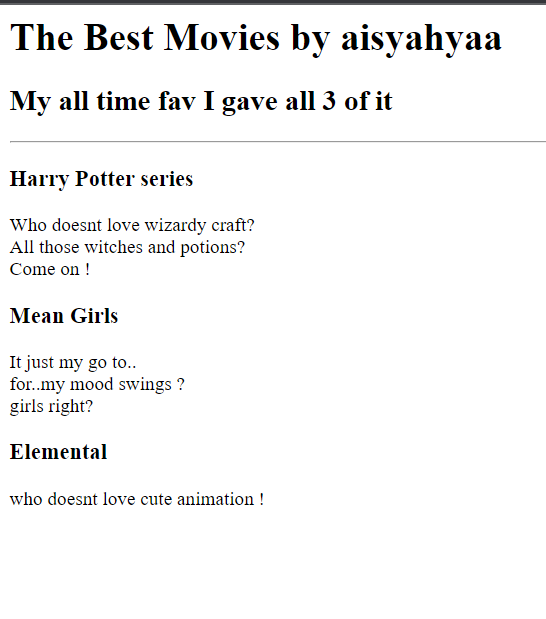 The Best Movies by aisyahyaa
My all time fav I gave all 3 of it
Harry Potter series
Who doesnt love wizardy craft?
All those witches and potions?
Come on !
Mean Girls
It just my go to..
for..my mood swings ?
girls right?
Elemental
who doesnt love cute animation !